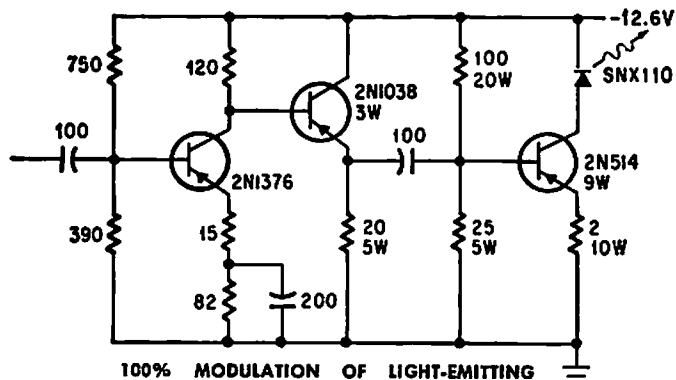 -12.6V
750
120
100
20W
SNX110
2N1038
3W
100
100
2N1376
2N514
9W
390
15
20
5W
25
5W
2
10W
82
200
100% MODULATION OF LIGHT-EMITTING